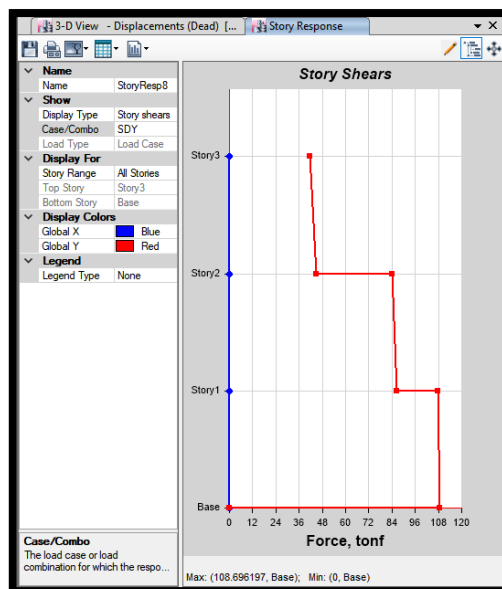 3-D View - Displacements (Dead) [...
Story Response
Name
Name StoryResp8
Show
Display Type Story shears
Case/Combo SDY
Load Type Load Case
Display For
Story Range All Stories
Top Story Story3
Bottom Story Base
Display Colors
Global X Blue
Global Y Red
Legend
Legend Type None
Case/Combo
The load case or load
combination for which the respo...
Story Shears
Story3
Story2
Story1
Base
0 12 24 36 48 60 72 84 96 108 120
Force, tonf
Max: (108.696197, Base); Min: (0, Base)